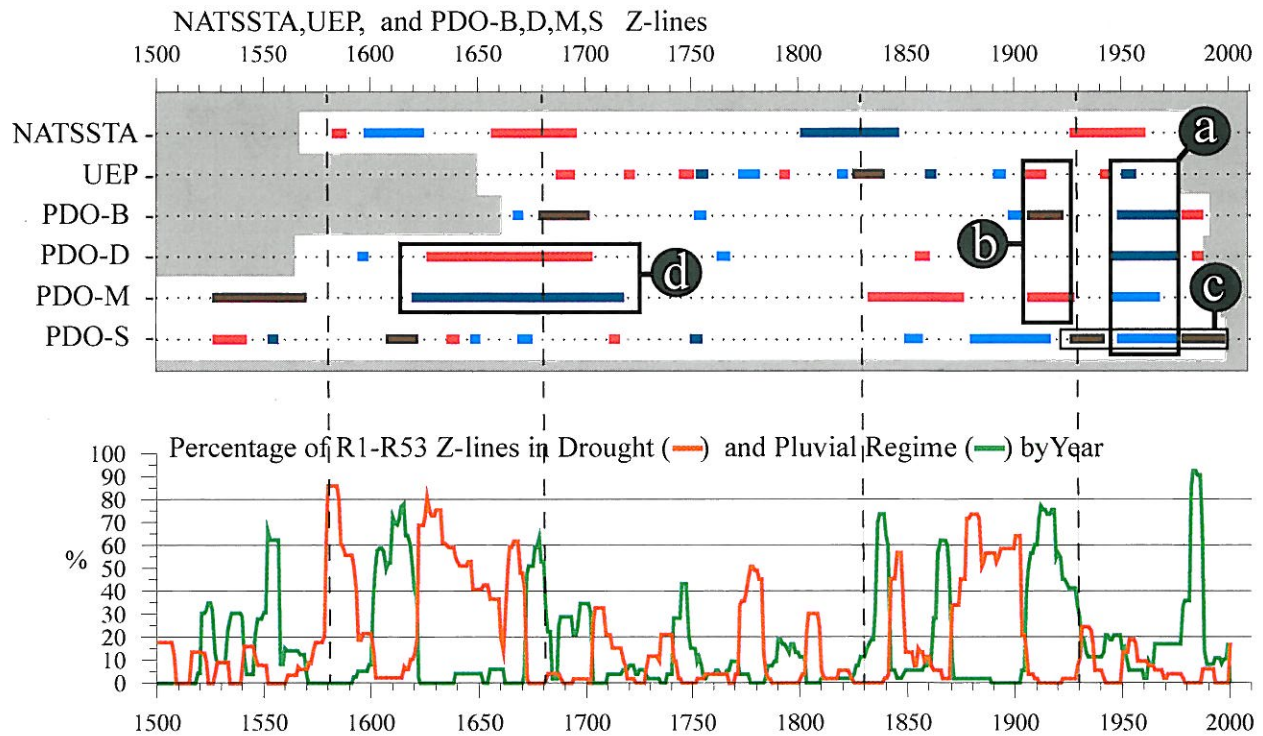 NATSSTA,UEP, and PDO-B,D,M,S Z-lines
1500 1550 1600 1650 1700 1750 1800 1850 1900 1950 2000
NATSSTA
UEP
PDO-B
PDO-D
PDO-M
PDO-S
a
b
c
d
Percentage of R1-R53 Z-lines in Drought ( ) and Pluvial Regime ( ) byYear
100
90
80
70
60
50
40
30
20
10
0
%
1500 1550 1600 1650 1700 1750 1800 1850 1900 1950 2000